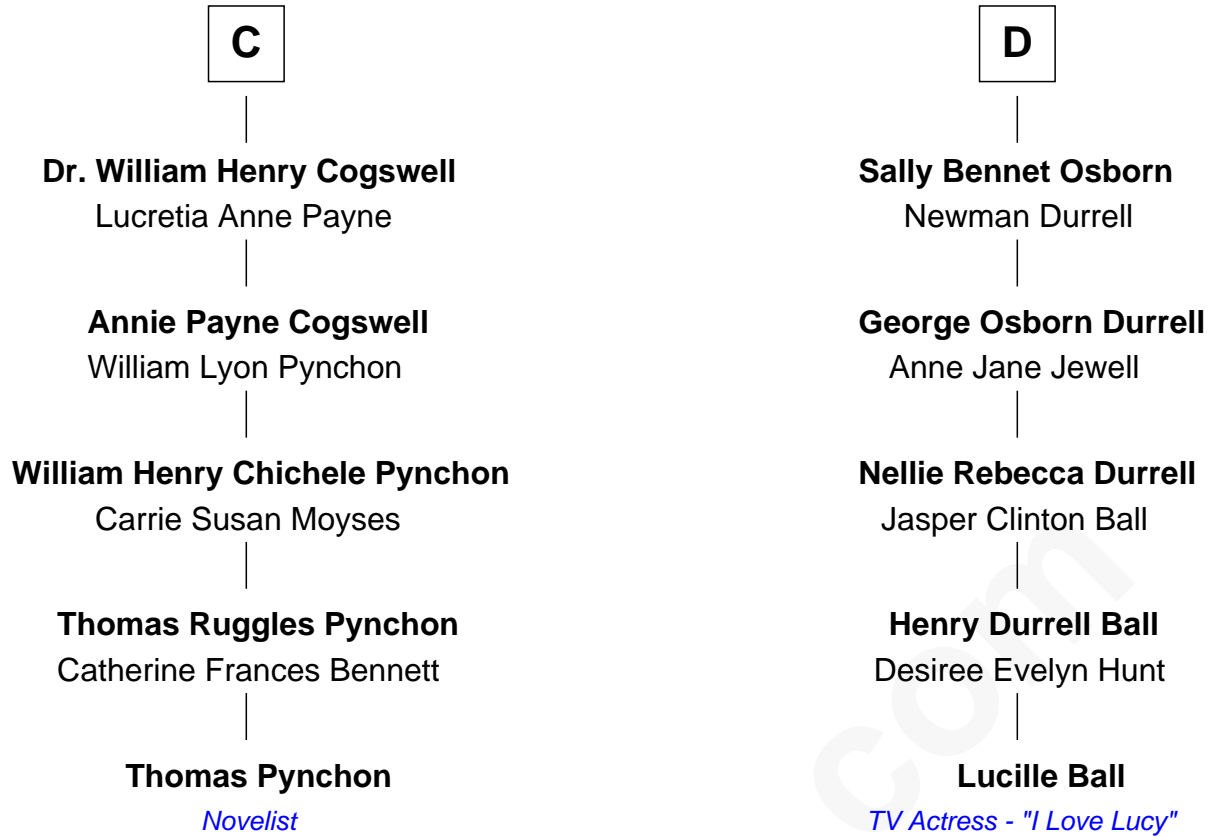 C
Dr. William Henry Cogswell
Lucretia Anne Payne
Annie Payne Cogswell
William Lyon Pynchon
William Henry Chichele Pynchon
Carrie Susan Moyses
Thomas Ruggles Pynchon
Catherine Frances Bennett
Thomas Pynchon
Novelist
D
Sally Bennet Osborn
Newman Durrell
George Osborn Durrell
Anne Jane Jewell
Nellie Rebecca Durrell
Jasper Clinton Ball
Henry Durrell Ball
Desiree Evelyn Hunt
Lucille Ball
TV Actress - "I Love Lucy"
com